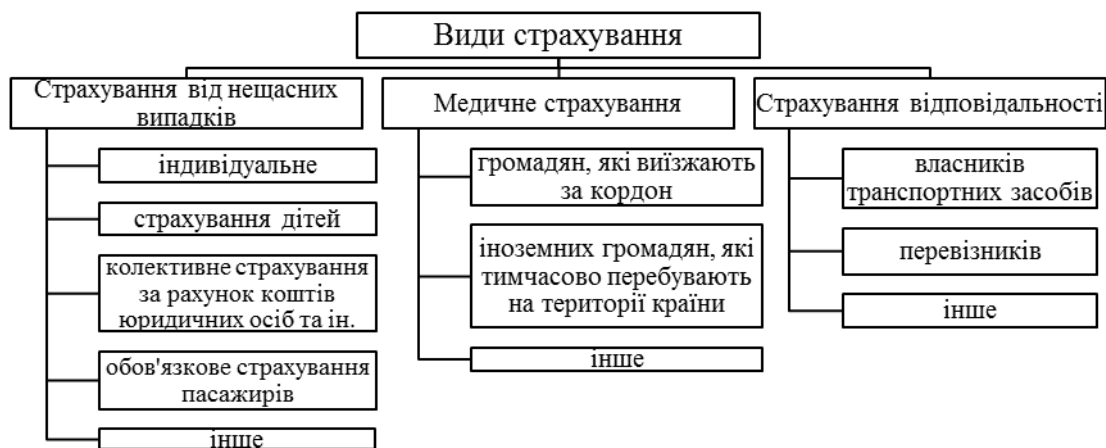 Види страхування
Страхування від нещасних
випадків
індивідуальне
страхування дітей
колективне страхування
за рахунок коштів
юридичних осіб та ін.
обов'язкове страхування
пасажирів
інше
Медичне страхування
громадян, які виїзжають
за кордон
іноземних громадян, які
тимчасово перебувають
на території країни
інше
Страхування відповідальності
власників
транспортних засобів
перевізників
інше